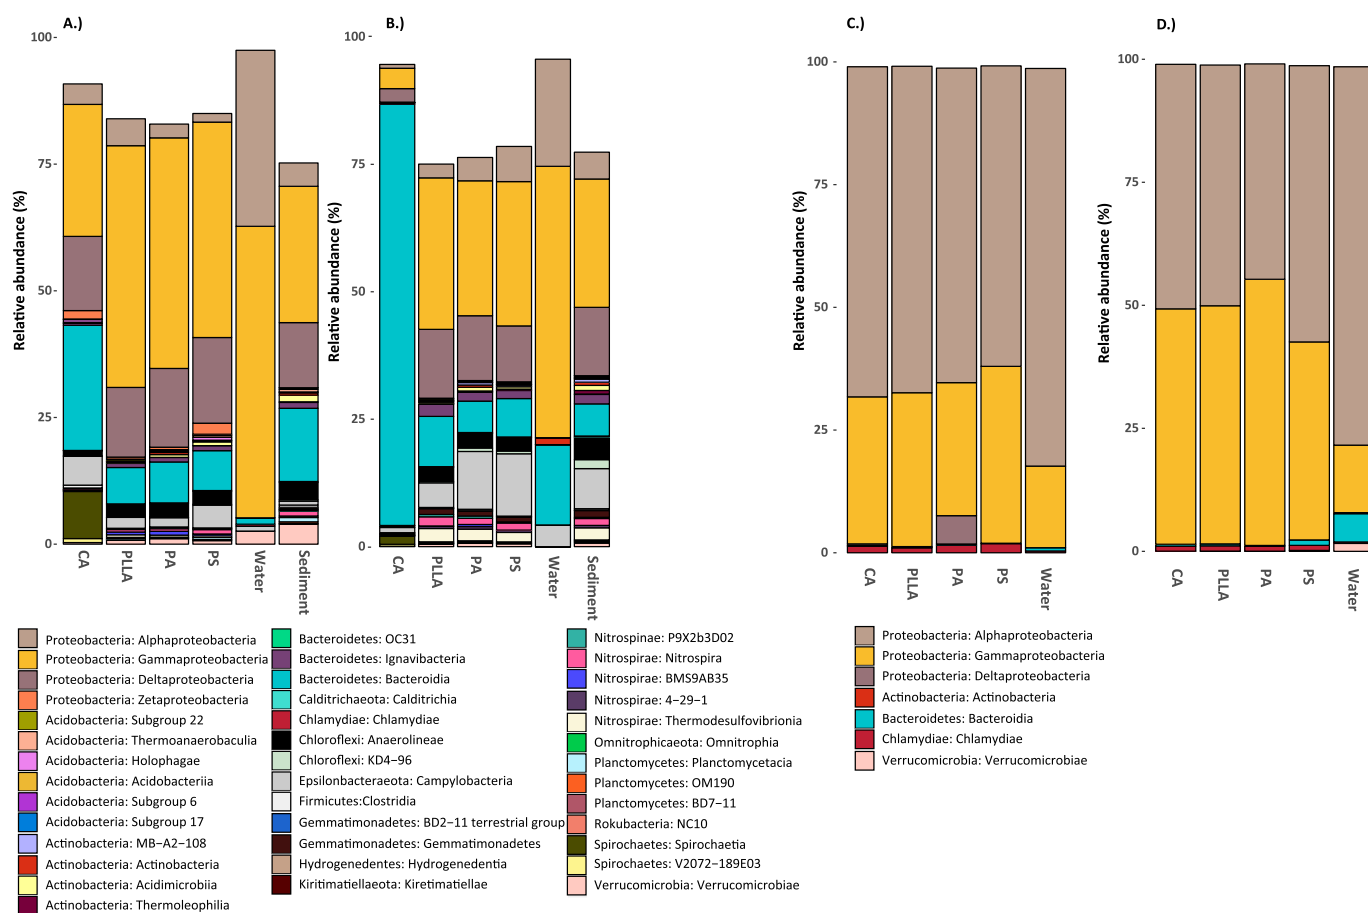 A.)
B.)
C.)
D.)
Relative abundance (%)
100-
75-
50-
25-
0-
CA
PLLA
PA
PS
Water
Sediment
Relative abundance (%)
100-
75-
50-
25-
0-
CA
PLLA
PA
PS
Water
Sediment
Relative abundance (%)
100-
75-
50-
25-
0-
CA
PLLA
PA
PS
Water
Relative abundance (%)
100-
75-
50-
25-
0-
CA
PLLA
PA
PS
Water
Proteobacteria: Alphaproteobacteria
Proteobacteria: Gammaproteobacteria
Proteobacteria: Deltaproteobacteria
Proteobacteria: Zetaproteobacteria
Acidobacteria: Subgroup 22
Acidobacteria: Thermoanaerobaculia
Acidobacteria: Holophagae
Acidobacteria: Acidobacteriia
Acidobacteria: Subgroup 6
Acidobacteria: Subgroup 17
Actinobacteria: MB−A2−108
Actinobacteria: Actinobacteria
Actinobacteria: Acidimicrobiia
Actinobacteria: Thermoleophilia
Bacteroidetes: OC31
Bacteroidetes: Ignavibacteria
Bacteroidetes: Bacteroidia
Calditrichaeota: Calditrichia
Chlamydiae: Chlamydiae
Chloroflexi: Anaerolineae
Chloroflexi: KD4−96
Epsilonbacteraeota: Campylobacteria
Firmicutes:Clostridia
Gemmatimonadetes: BD2−11 terrestrial group
Gemmatimonadetes: Gemmatimonadetes
Hydrogenedentes: Hydrogenedentia
Kiritimatiellaeota: Kiretimatiellae
Nitrospinae: P9X2b3D02
Nitrospirae: Nitrospira
Nitrospirae: BMS9AB35
Nitrospirae: 4−29−1
Nitrospirae: Thermodesulfovibrionia
Omnitrophicaeota: Omnitrophia
Planctomycetes: Planctomycetacia
Planctomycetes: OM190
Planctomycetes: BD7−11
Rokubacteria: NC10
Spirochaetes: Spirochaetia
Spirochaetes: V2072−189E03
Verrucomicrobia: Verrucomicrobiae
Proteobacteria: Alphaproteobacteria
Proteobacteria: Gammaproteobacteria
Proteobacteria: Deltaproteobacteria
Actinobacteria: Actinobacteria
Bacteroidetes: Bacteroidia
Chlamydiae: Chlamydiae
Verrucomicrobia: Verrucomicrobiae